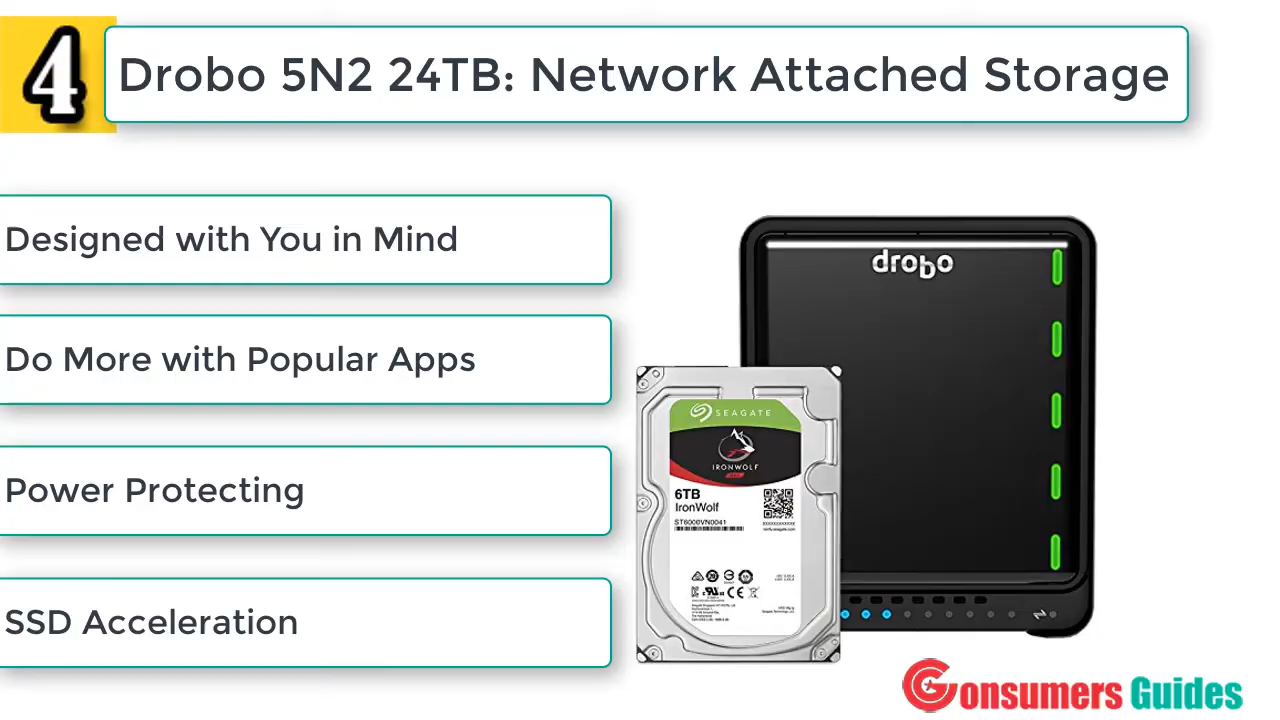 4
Drobo 5N2 24TB: Network Attached Storage
Designed with You in Mind
Do More with Popular Apps
Power Protecting
SSD Acceleration
drobo
SEAGATE
IRONWOLF
6TB
IronWolf
ST6000VN0041
Consumers Guides